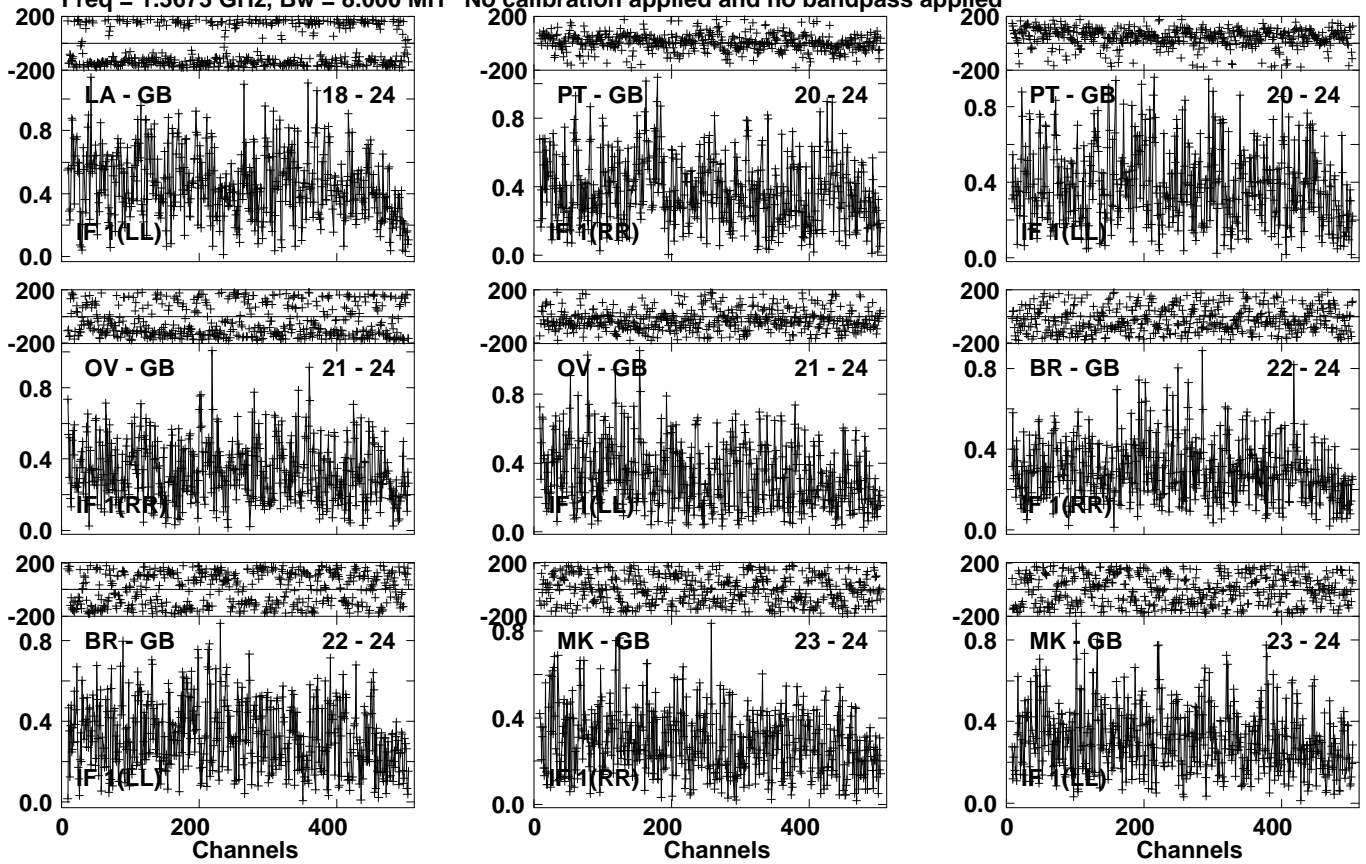 Freq = 1.3673 GHz, Bw = 8.000 MH No calibration applied and no bandpass applied
200
-200
LA - GB 18 - 24
0.8
0.4
IF 1(LL)
0.0
200
-200
PT - GB 20 - 24
0.8
0.4
IF 1(RR)
0.0
200
-200
PT - GB 20 - 24
0.8
0.4
IF 1(LL)
0.0
200
-200
OV - GB 21 - 24
0.8
0.4
IF 1(RR)
0.0
200
-200
OV - GB 21 - 24
0.8
0.4
IF 1(LL)
0.0
200
-200
BR - GB 22 - 24
0.8
0.4
IF 1(RR)
0.0
200
-200
BR - GB 22 - 24
0.8
0.4
IF 1(LL)
0.0
0 200 400
Channels
200
-200
MK - GB 23 - 24
0.8
0.4
IF 1(RR)
0.0
0 200 400
Channels
200
-200
MK - GB 23 - 24
0.8
0.4
IF 1(LL)
0.0
0 200 400
Channels